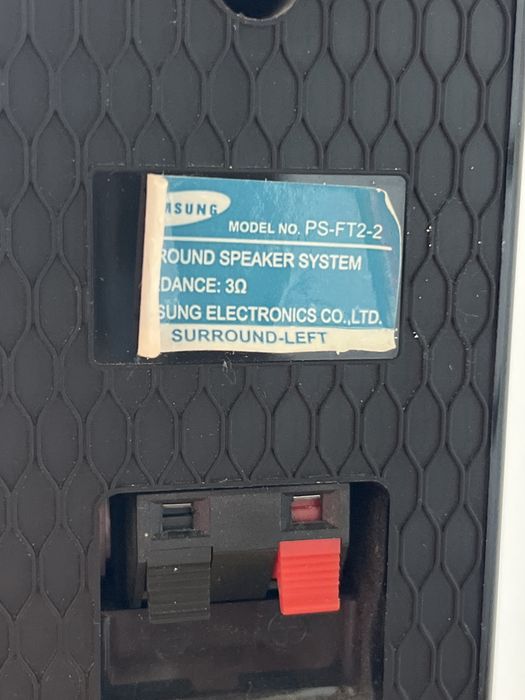 MSUNG
MODEL NO. PS-FT2-2
ROUND SPEAKER SYSTEM
DANCE: 3Ω
SUNG ELECTRONICS CO.,LTD.
SURROUND-LEFT